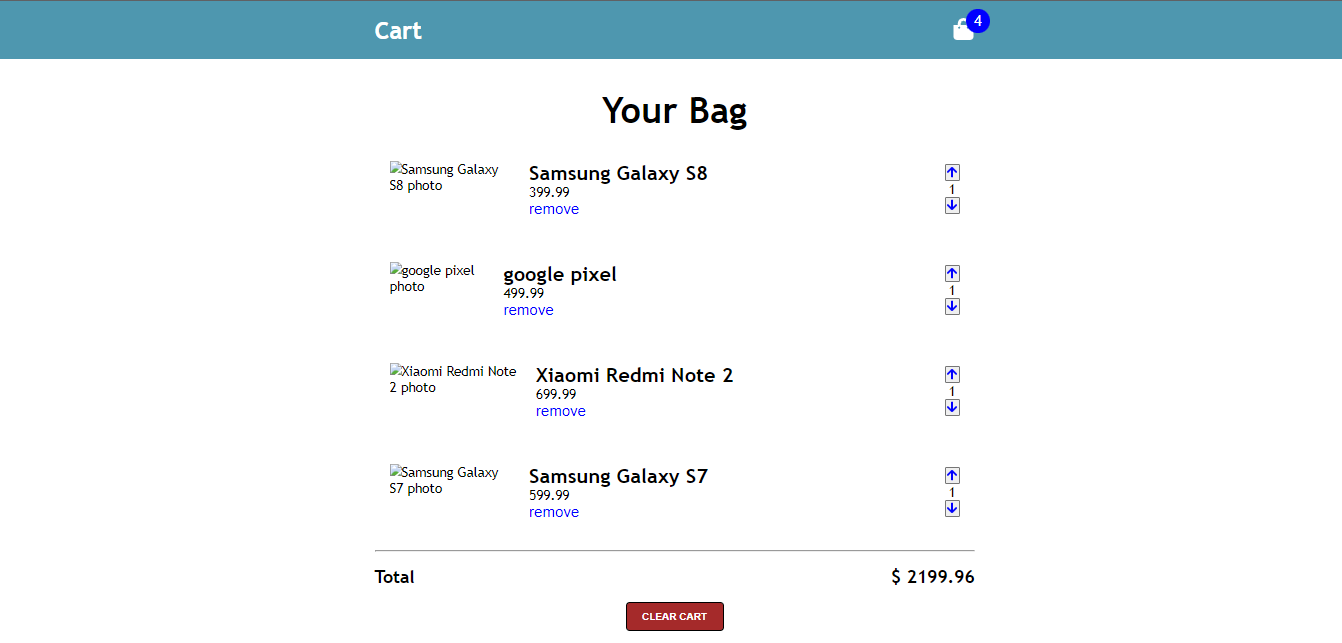 Cart
4
Your Bag
Samsung Galaxy
S8 photo
Samsung Galaxy S8
399.99
remove
1
google pixel
photo
google pixel
499.99
remove
1
Xiaomi Redmi Note
2 photo
Xiaomi Redmi Note 2
699.99
remove
1
Samsung Galaxy
S7 photo
Samsung Galaxy S7
599.99
remove
1
Total
$ 2199.96
CLEAR CART